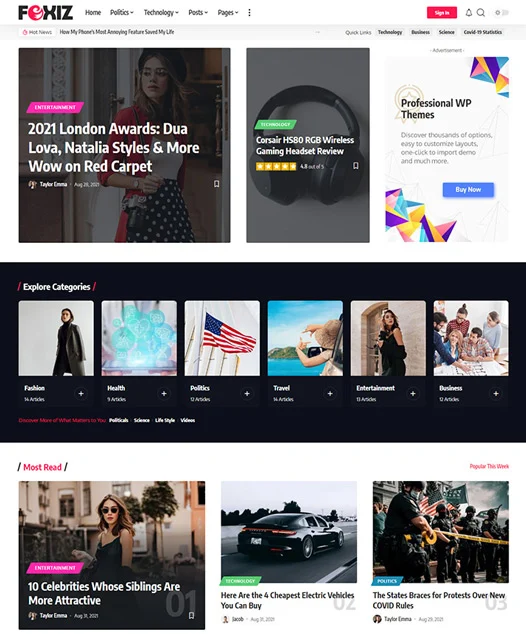 FOXIZ
Home Politics Technology Posts Pages
Sign In
Hot News How My Phone's Most Annoying Feature Saved My Life
Quick Links Technology Business Science Covid-19 Statistics
- Advertisement -
ENTERTAINMENT
2021 London Awards: Dua
Lova, Natalia Styles & More
Wow on Red Carpet
Taylor Emma - Aug 29, 2021
TECHNOLOGY
Corsair HS80 RGB Wireless
Gaming Headset Review
4.8 out of 5
Professional WP
Themes
Discover thousands of options,
easy to customize layouts,
one-click to import demo
and much more.
Buy Now
/ Explore Categories /
Fashion
14 Articles
Health
9 Articles
Politics
12 Articles
Travel
14 Articles
Entertainment
13 Articles
Business
12 Articles
Discover More of What Matters to You Politicals Science Life Style Videos
/ Most Read /
Popular This Week
ENTERTAINMENT
10 Celebrities Whose Siblings Are
More Attractive
01
Taylor Emma - Aug 31, 2021
TECHNOLOGY
Here Are the 4 Cheapest Electric Vehicles
You Can Buy
02
Jacob - Aug 31, 2021
POLITICS
The States Braces for Protests Over New
COVID Rules
03
Taylor Emma - Aug 29, 2021